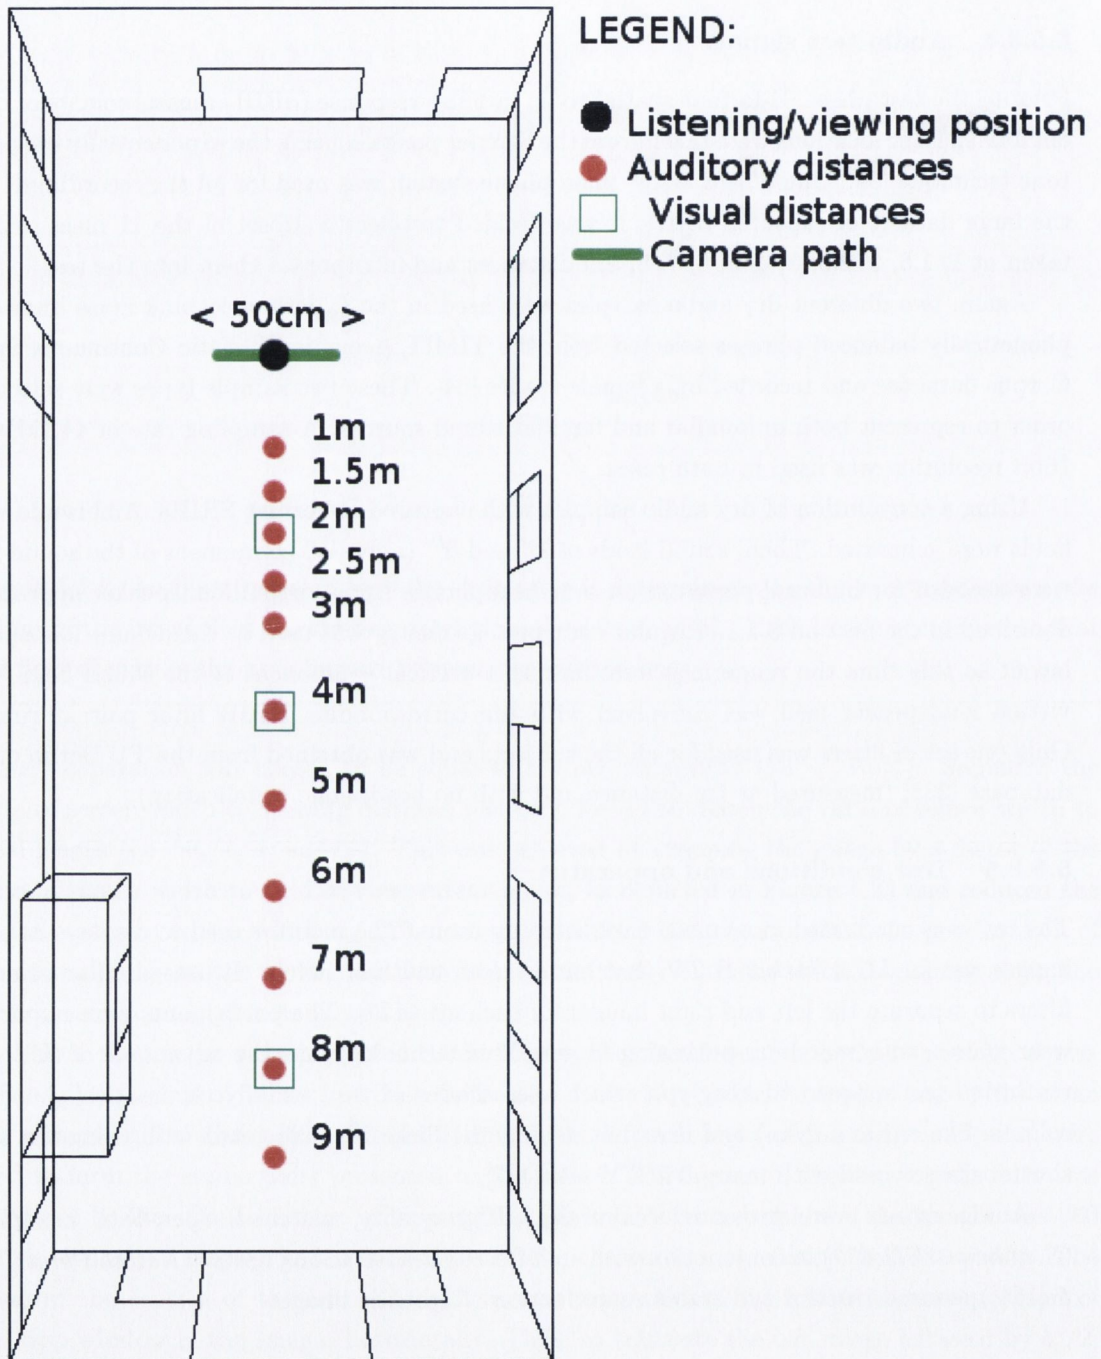 LEGEND:
Listening/viewing position
Auditory distances
Visual distances
Camera path
< 50cm >
1m
1.5m
2m
2.5m
3m
4m
5m
6m
7m
8m
9m